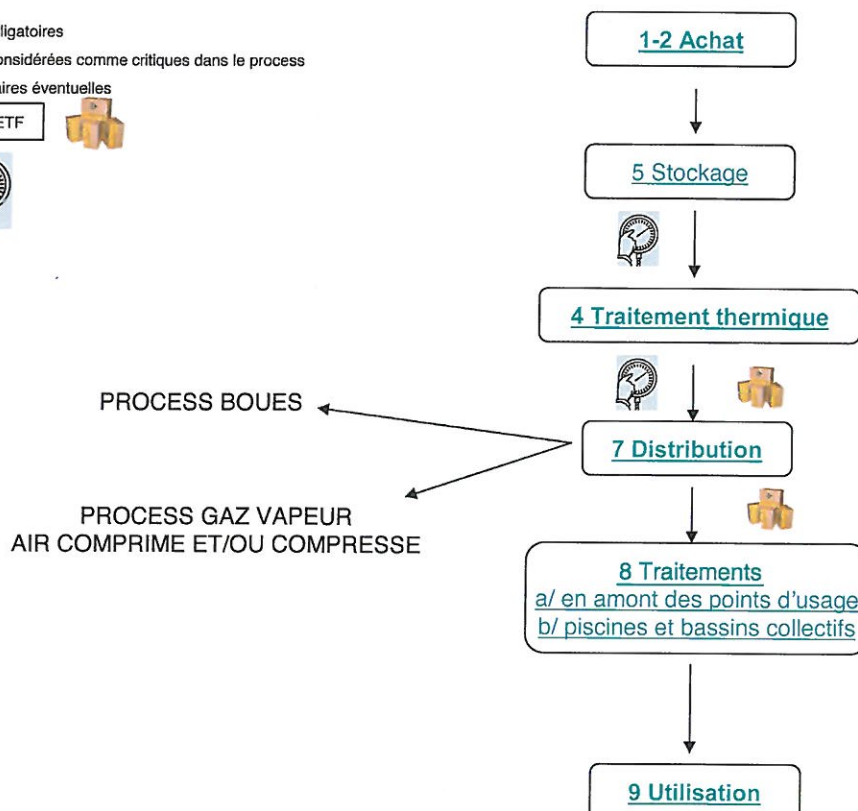 ligatoires
onsidérées comme critiques dans le process
aires éventuelles
ETF
1-2 Achat
5 Stockage
4 Traitement thermique
PROCESS BOUES
7 Distribution
PROCESS GAZ VAPEUR
AIR COMPRIME ET/OU COMPRESSE
8 Traitements
a/ en amont des points d'usage
b/ piscines et bassins collectifs
9 Utilisation